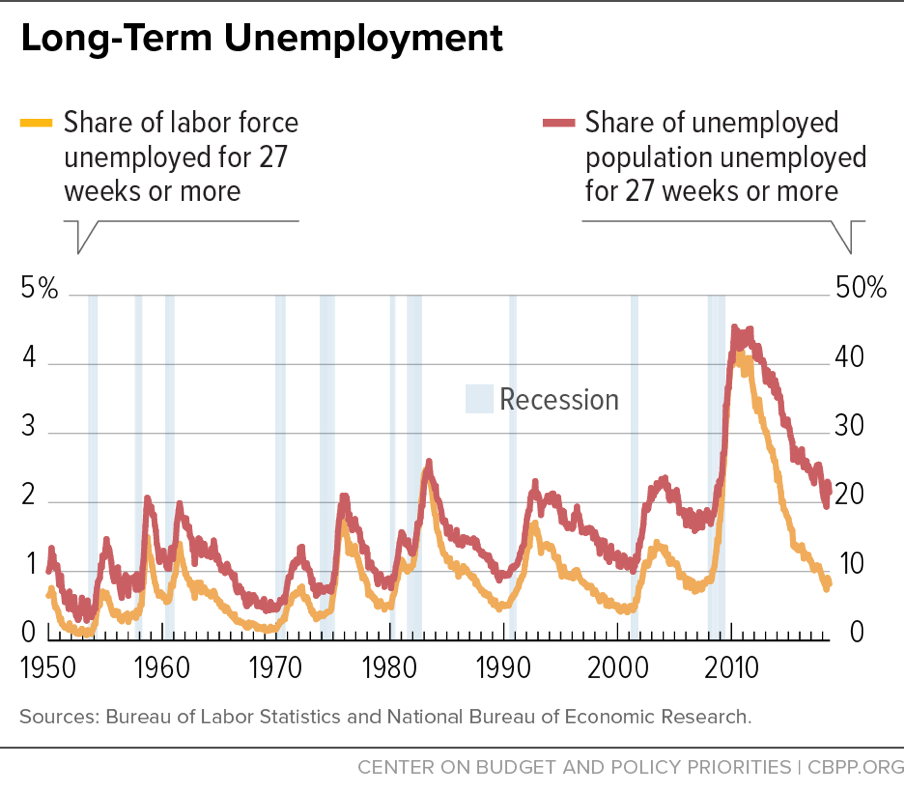 Long-Term Unemployment
Share of labor force
unemployed for 27
weeks or more
Share of unemployed
population unemployed
for 27 weeks or more
5%
50%
4
40
Recession
3
30
2
20
1
10
0
0
1950
1960
1970
1980
1990
2000
2010
Sources: Bureau of Labor Statistics and National Bureau of Economic Research.
CENTER ON BUDGET AND POLICY PRIORITIES | CBPP.ORG